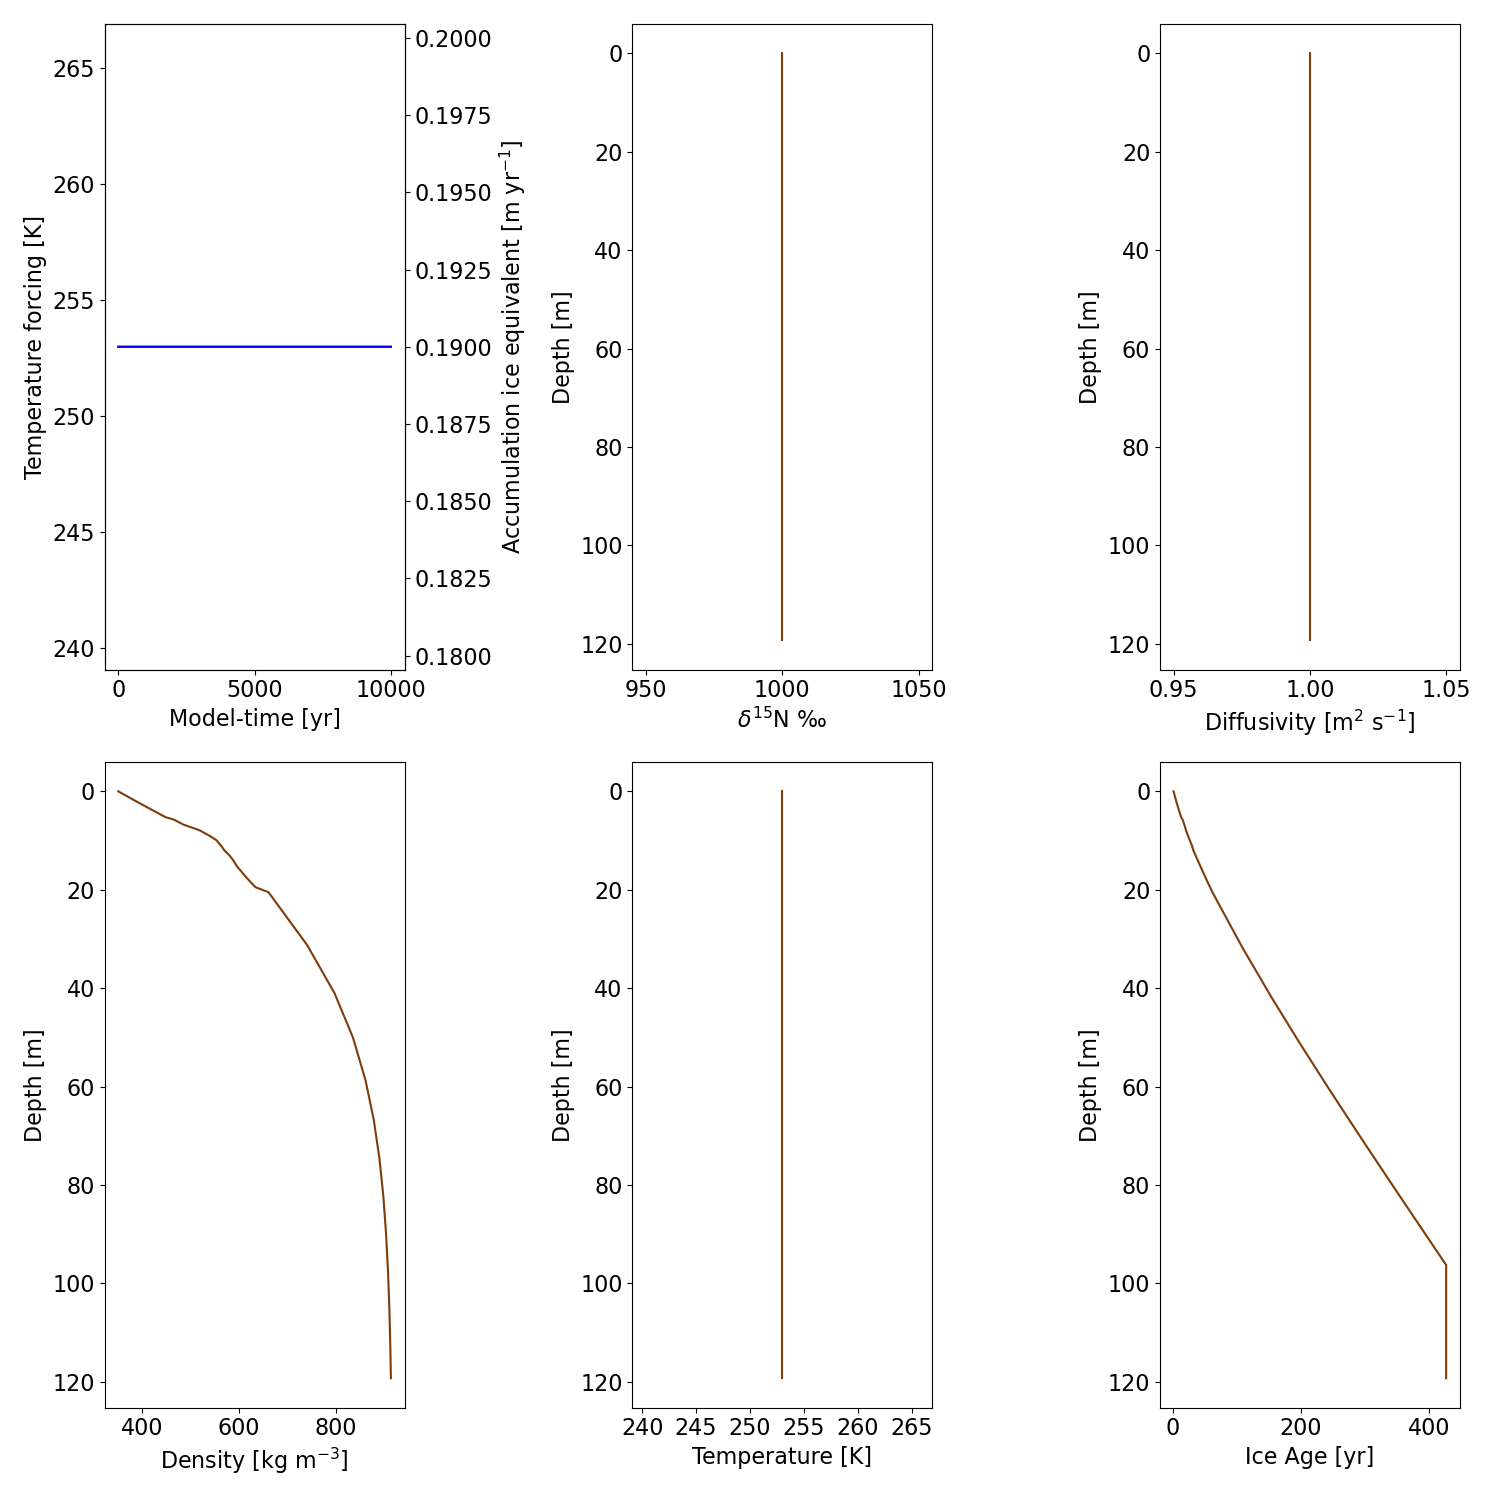 265
260
255
250
245
240
Temperature forcing [K]
0 5000 10000
Model-time [yr]
0.2000
0.1975
0.1950
0.1925
0.1900
0.1875
0.1850
0.1825
0.1800
Accumulation ice equivalent [m yr⁻¹]
0
20
40
60
80
100
120
Depth [m]
950 1000 1050
δ¹⁵N ‰
0
20
40
60
80
100
120
Depth [m]
0.95 1.00 1.05
Diffusivity [m² s⁻¹]
0
20
40
60
80
100
120
Depth [m]
400 600 800
Density [kg m⁻³]
0
20
40
60
80
100
120
Depth [m]
240 245 250 255 260 265
Temperature [K]
0
20
40
60
80
100
120
Depth [m]
0 200 400
Ice Age [yr]